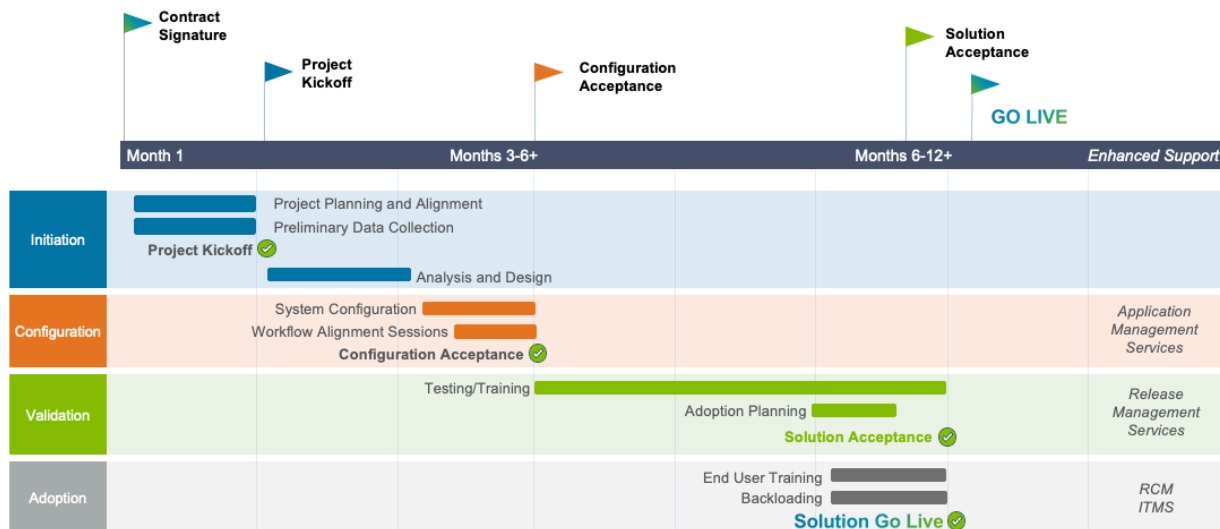 Contract
Signature
Project
Kickoff
Configuration
Acceptance
Solution
Acceptance
GO LIVE
Month 1
Months 3-6+
Months 6-12+
Enhanced Support
Initiation
Project Planning and Alignment
Preliminary Data Collection
Project Kickoff
Analysis and Design
Configuration
System Configuration
Workflow Alignment Sessions
Configuration Acceptance
Application
Management
Services
Validation
Testing/Training
Adoption Planning
Solution Acceptance
Release
Management
Services
Adoption
End User Training
Backloading
Solution Go Live
RCM
ITMS